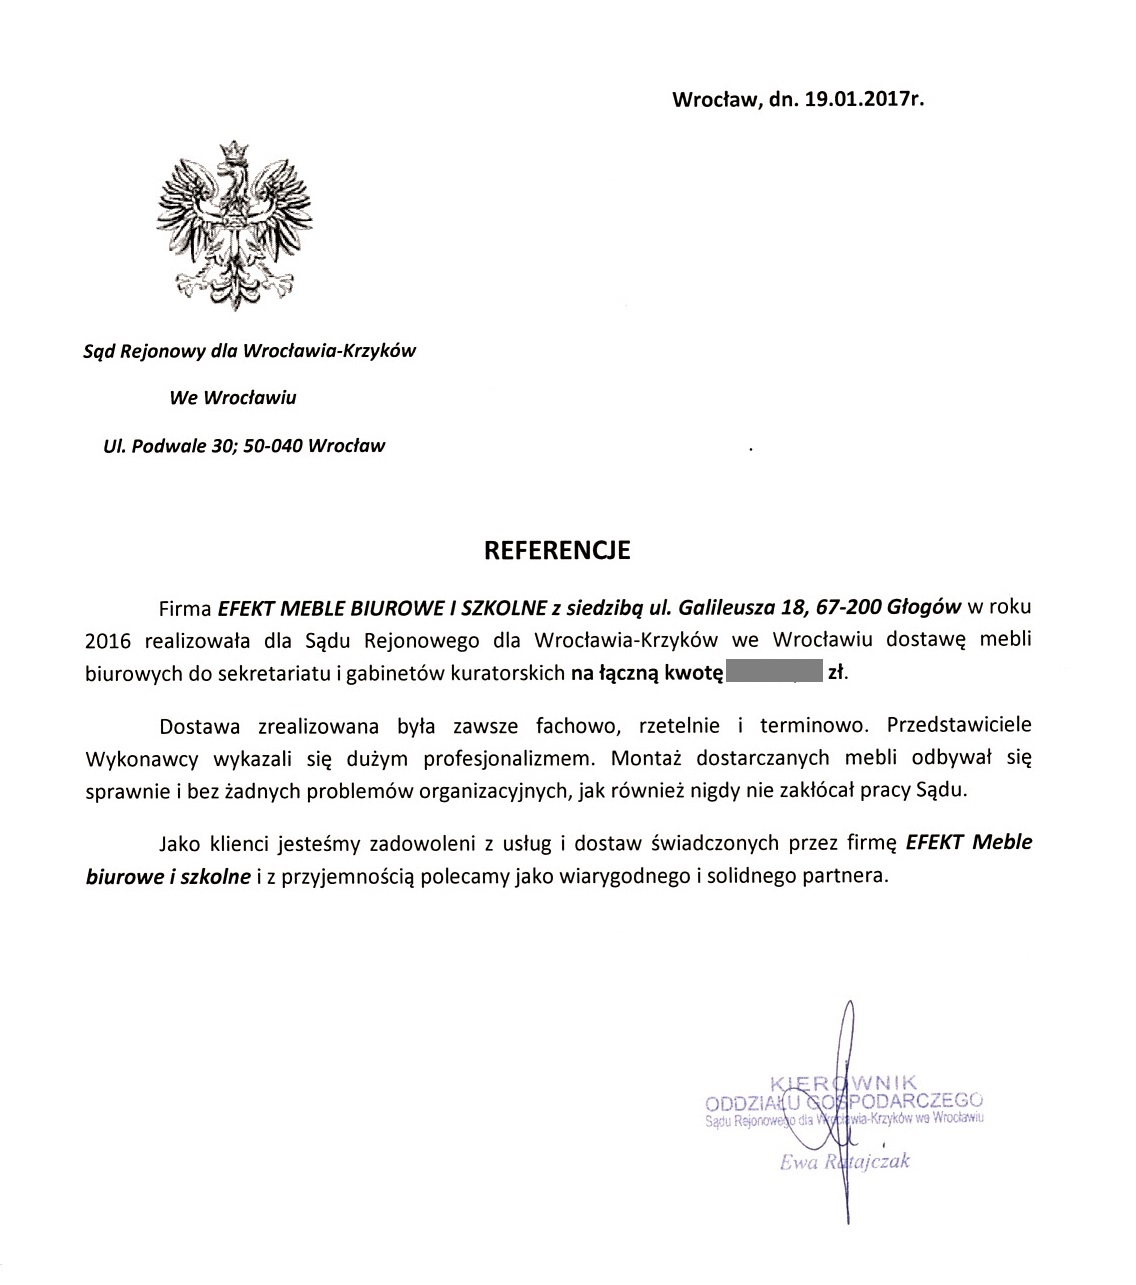 Wrocław, dn. 19.01.2017r.
Sąd Rejonowy dla Wrocławia-Krzyków
We Wrocławiu
Ul. Podwale 30; 50-040 Wrocław
REFERENCJE
Firma EFEKT MEBLE BIUROWE I SZKOLNE z siedzibą ul. Galileusza 18, 67-200 Głogów w roku
2016 realizowała dla Sądu Rejonowego dla Wrocławia-Krzyków we Wrocławiu dostawę mebli
biurowych do sekretariatu i gabinetów kuratorskich na łączną kwotę zł.
Dostawa zrealizowana była zawsze fachowo, rzetelnie i terminowo. Przedstawiciele
Wykonawcy wykazali się dużym profesjonalizmem. Montaż dostarczanych mebli odbywał się
sprawnie i bez żadnych problemów organizacyjnych, jak również nigdy nie zakłócał pracy Sądu.
Jako klienci jesteśmy zadowoleni z usług i dostaw świadczonych przez firmę EFEKT Meble
biurowe i szkolne i z przyjemnością polecamy jako wiarygodnego i solidnego partnera.
KIEROWNIK
ODDZIAŁU GOSPODARCZEGO
Sądu Rejonowego dla Wrocławia-Krzyków we Wrocławiu
Ewa Ratajczak